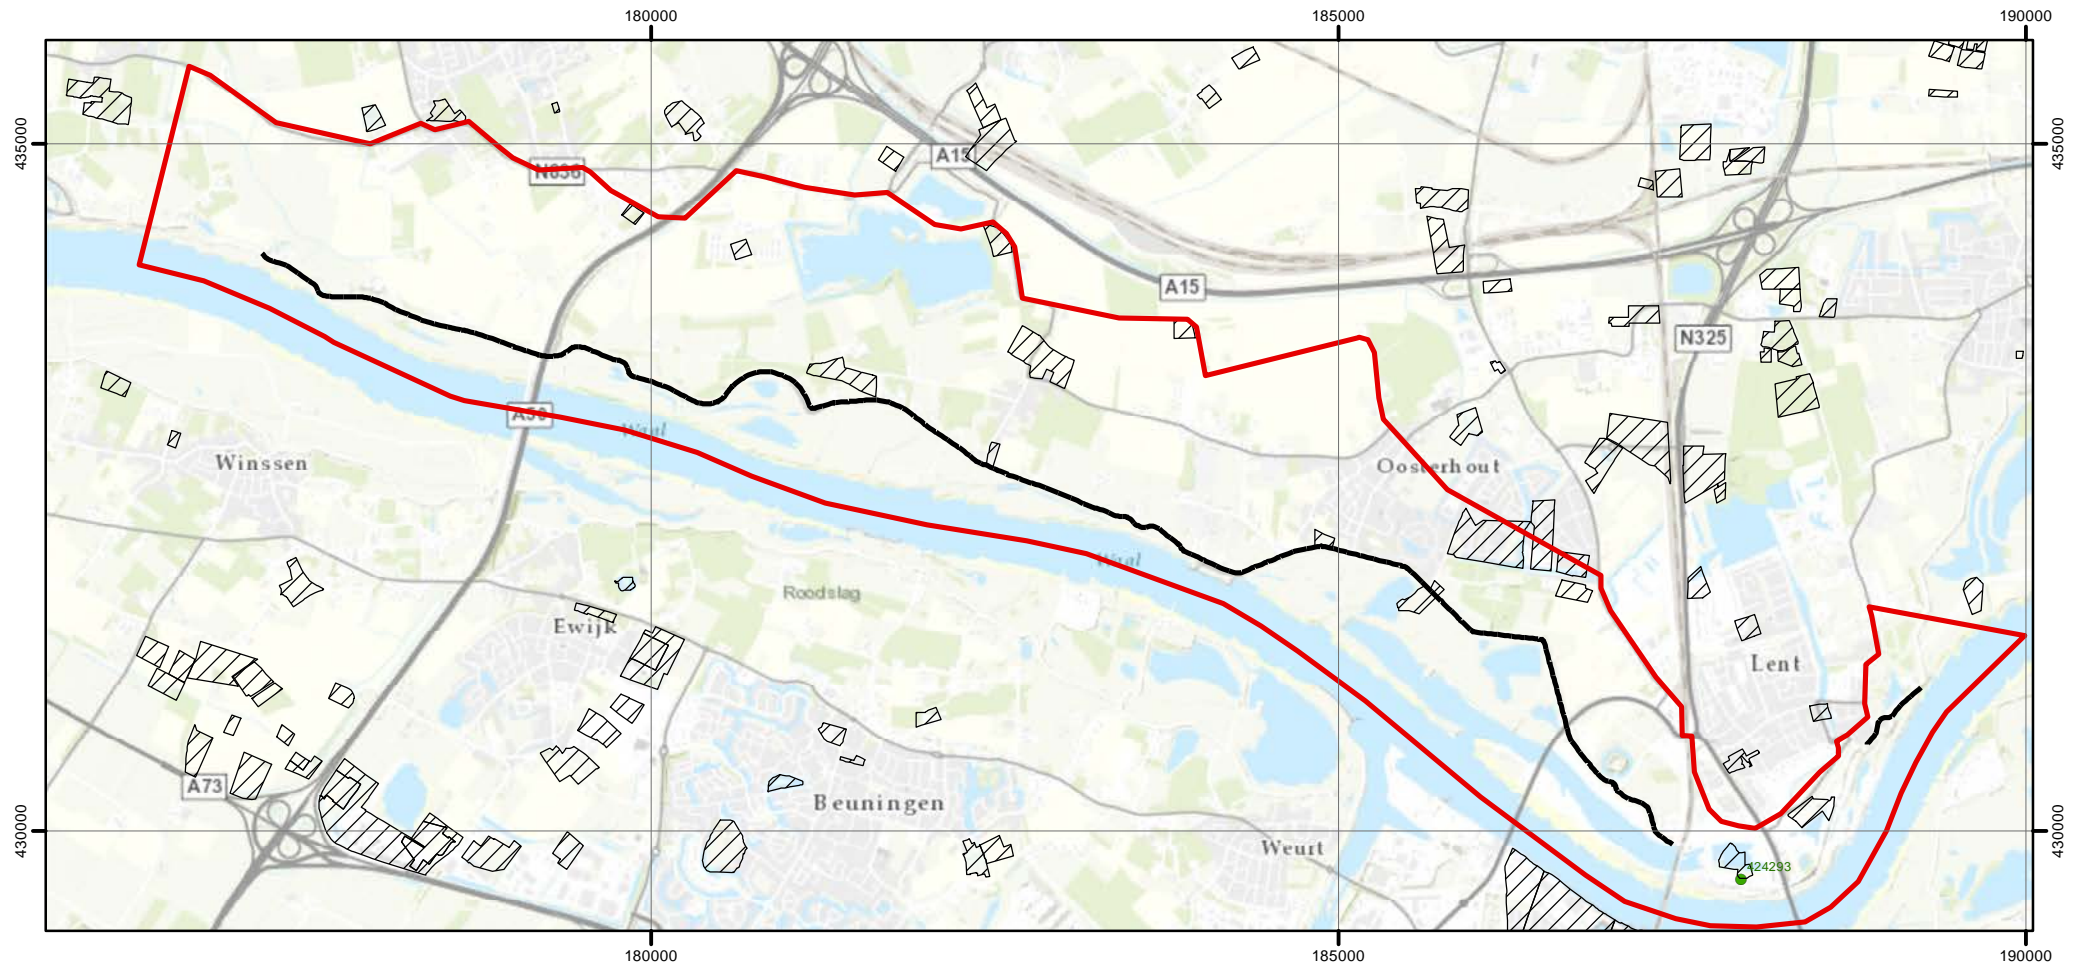 180000
185000
190000
435000
435000
A15
N836
A15
N325
A50
Waal
Winssen
Oosterhout
Waal
Roodslag
Ewijk
Lent
A73
Beuningen
430000
430000
Weurt
424293
180000
185000
190000